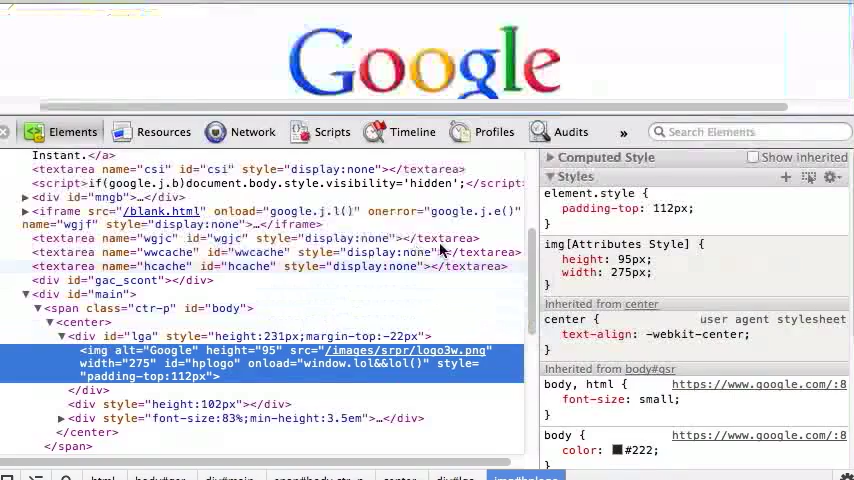 Google
Elements Resources Network Scripts Timeline Profiles Audits » Search Elements
Instant.</a>
<textarea name="csi" id="csi" style="display:none"></textarea>
<script>if(google.j.b)document.body.style.visibility='hidden';</script
<div id="mngb">…</div>
<iframe src="/blank.html" onload="google.j.l()" onerror="google.j.e()"
name="wgjf" style="display:none">…</iframe>
<textarea name="wgjc" id="wgjc" style="display:none"></textarea>
<textarea name="wwcache" id="wwcache" style="display:none"></textarea>
<textarea name="hcache" id="hcache" style="display:none"></textarea>
<div id="gac_scont"></div>
<div id="main">
<span class="ctr-p" id="body">
<center>
<div id="lga" style="height:231px;margin-top:-22px">
<img alt="Google" height="95" src="/images/srpr/logo3w.png"
width="275" id="hplogo" onload="window.lol&&lol()" style=
"padding-top:112px">
</div>
<div style="height:102px"></div>
<div style="font-size:83%;min-height:3.5em">…</div>
</center>
</span>
Computed Style Show inherited
Styles
element.style {
padding-top: 112px;
}
img[Attributes Style] {
height: 95px;
width: 275px;
}
Inherited from center
center { user agent stylesheet
text-align: -webkit-center;
}
Inherited from body#gsr
body, html { https://www.google.com/:8
font-size: small;
}
body { https://www.google.com/:8
color: #222;
}